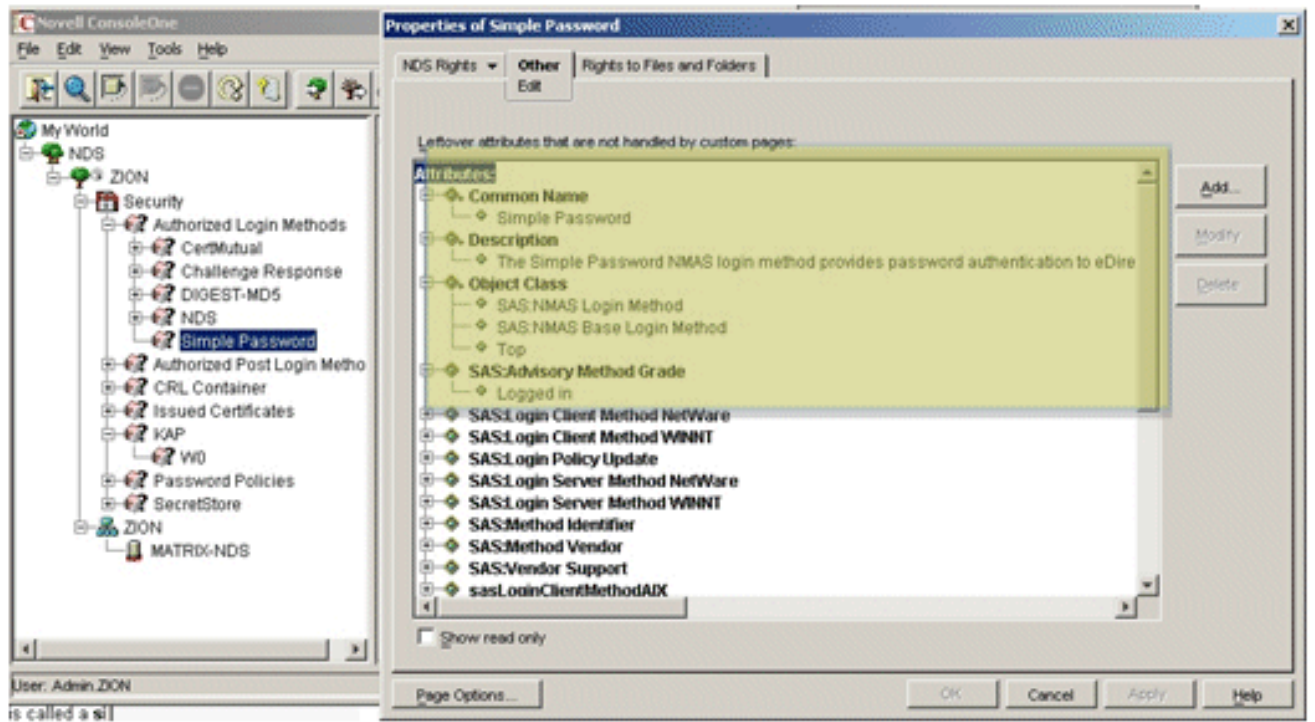 Novell ConsoleOne
File Edit View Tools Help
My World
NDS
ZION
Security
Authorized Login Methods
CertMutual
Challenge Response
DIGEST-MD5
NDS
Simple Password
Authorized Post Login Metho
CRL Container
Issued Certificates
KAP
W0
Password Policies
SecretStore
ZION
MATRIX-NDS
User: Admin.ZION
is called a si
Properties of Simple Password
NDS Rights Other Rights to Files and Folders
Edit
Leftover attributes that are not handled by custom pages:
Attributes:
Common Name
Simple Password
Description
The Simple Password NMAS login method provides password authentication to eDire
Object Class
SAS:NMAS Login Method
SAS:NMAS Base Login Method
Top
SAS:Advisory Method Grade
Logged in
SAS:Login Client Method NetWare
SAS:Login Client Method WINNT
SAS:Login Policy Update
SAS:Login Server Method NetWare
SAS:Login Server Method WINNT
SAS:Method Identifier
SAS:Method Vendor
SAS:Vendor Support
sasLoginClientMethodAIX
Add...
Modify
Delete
Show read only
Page Options...
OK Cancel Apply Help